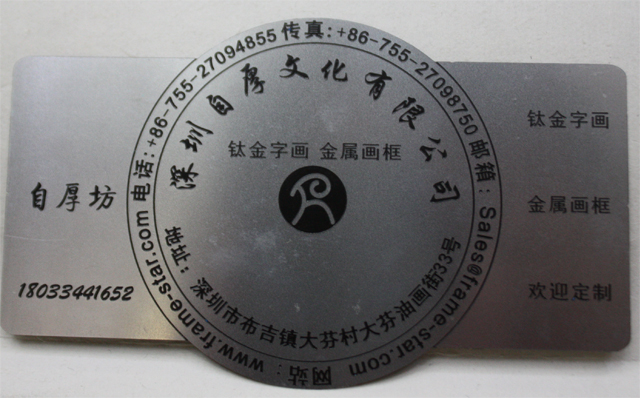 自厚坊
18033441652
电话:+86-755-27094855 传真:+86-755-27098750 邮箱:Sales@frame-star.com
网站:www.frame-star.com
深圳自厚文化有限公司
钛金字画 金属画框
地址:深圳市布吉镇大芬村大芬油画街33号
钛金字画
金属画框
欢迎定制